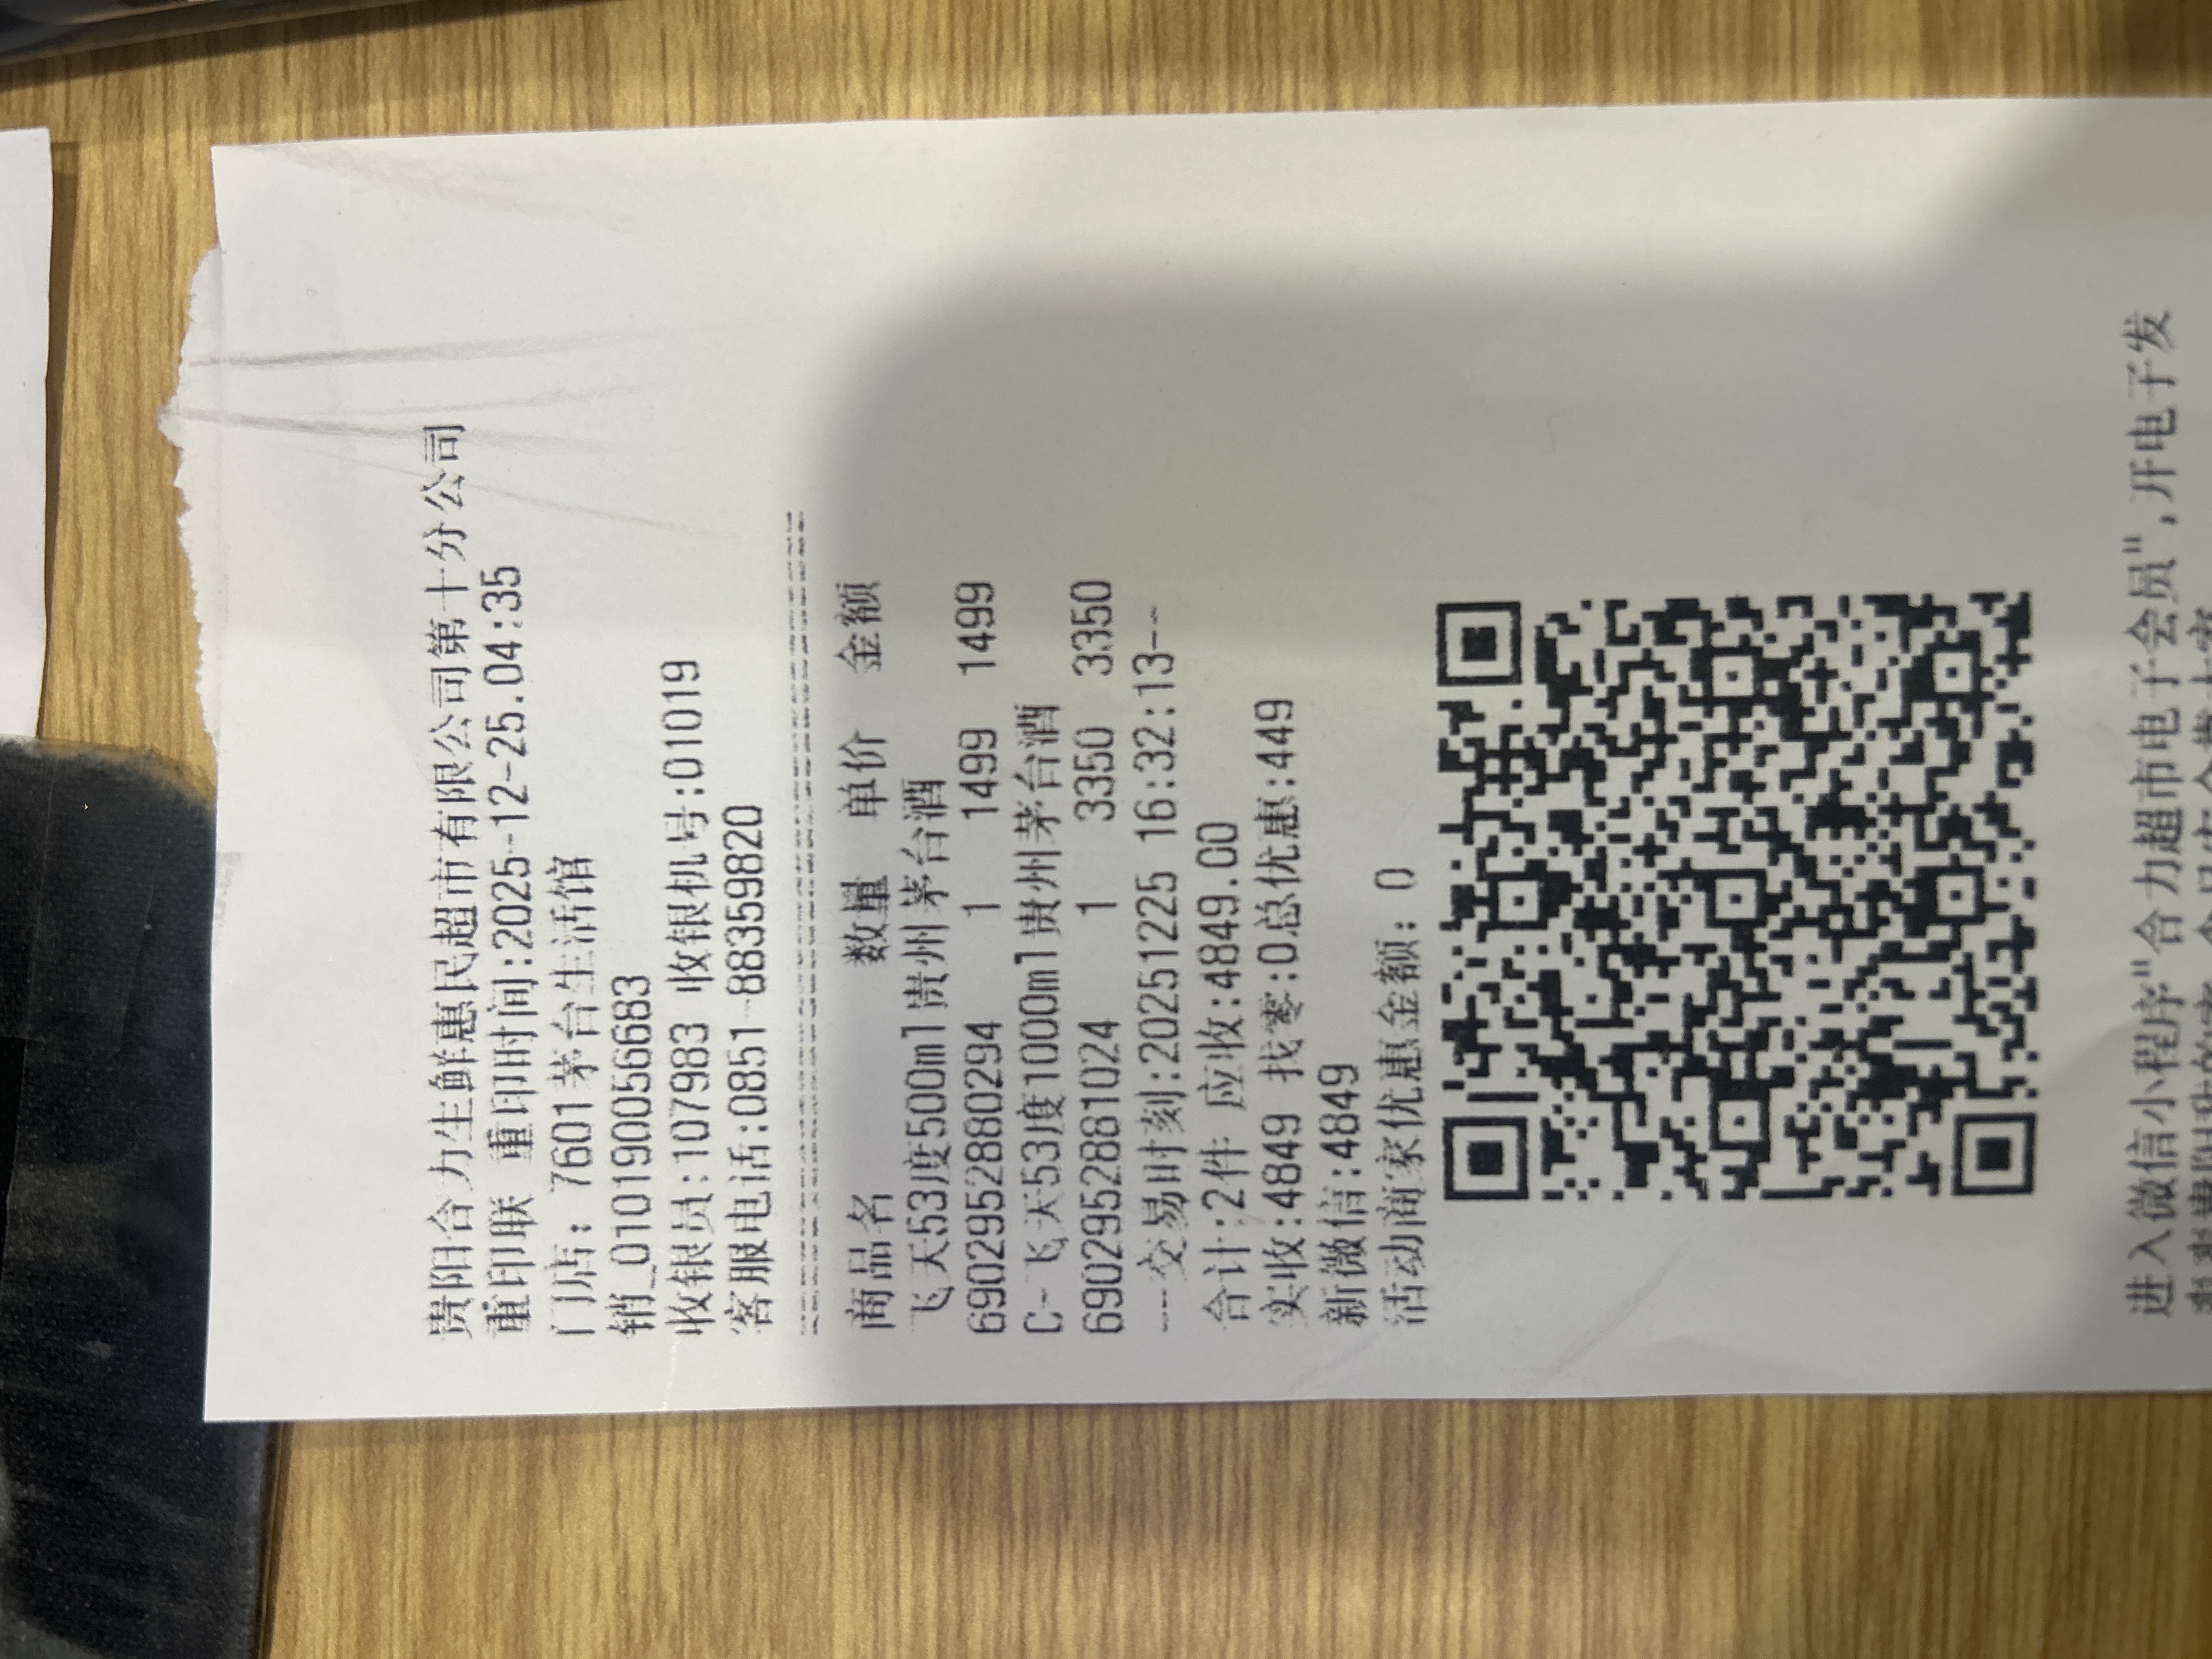 贵阳合力生鲜惠民超市有限公司第十分公司
重印联 重印时间:2025-12-25.04:35
门店: 7601茅台生活馆
销_010190056683
收银员:107983 收银机号:01019
客服电话:0851-88359820
商品名 数量 单价 金额
飞天53度500ml贵州茅台酒
6902952880294 1 1499 1499
C-飞天53度1000ml贵州茅台酒
6902952881024 1 3350 3350
--交易时刻:20251225 16:32:13--
合计:2件 应收:4849.00
实收:4849 找零:0总优惠:449
新微信:4849
活动商家优惠金额: 0
进入微信小程序"合力超市电子会员",开电子发